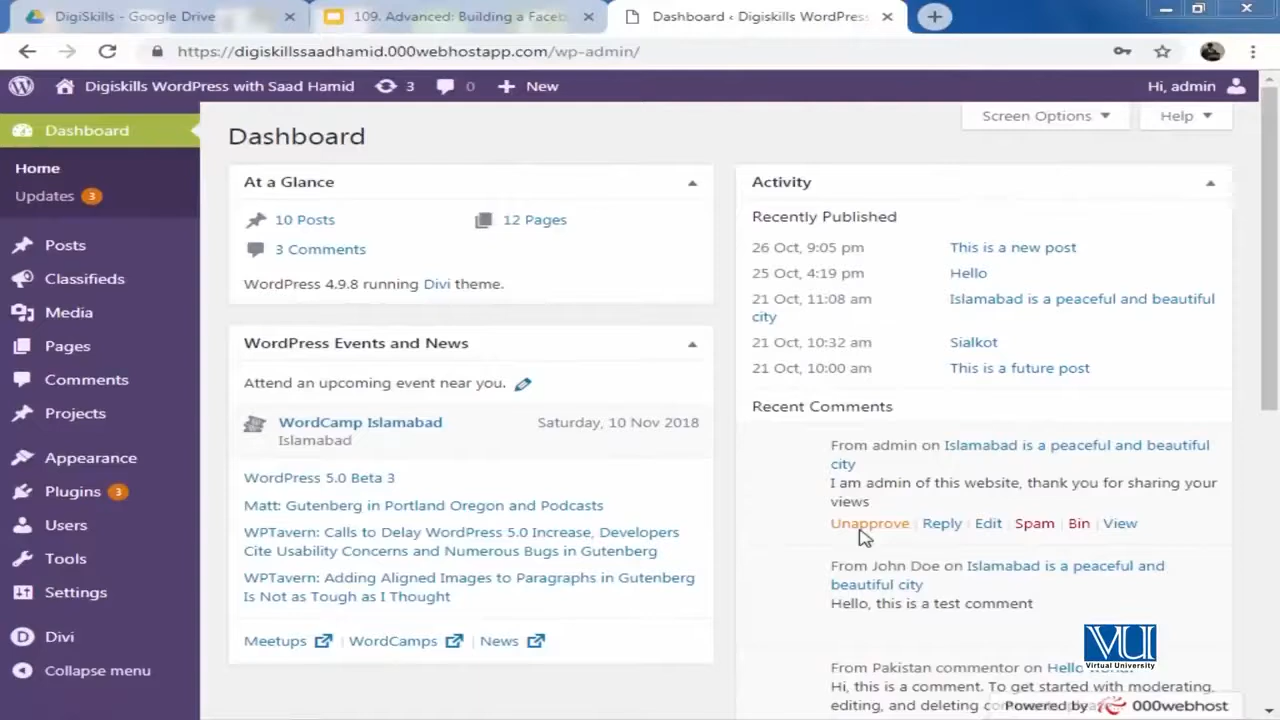 DigiSkills - Google Drive
109. Advanced: Building a Faceb
Dashboard ‹ Digiskills WordPress
https://digiskillssaadhamid.000webhostapp.com/wp-admin/
Digiskills WordPress with Saad Hamid
3
0
New
Hi, admin
Dashboard
Home
Updates 3
Posts
Classifieds
Media
Pages
Comments
Projects
Appearance
Plugins 3
Users
Tools
Settings
Divi
Collapse menu
Screen Options
Help
Dashboard
At a Glance
10 Posts
12 Pages
3 Comments
WordPress 4.9.8 running Divi theme.
WordPress Events and News
Attend an upcoming event near you.
WordCamp Islamabad
Saturday, 10 Nov 2018
Islamabad
WordPress 5.0 Beta 3
Matt: Gutenberg in Portland Oregon and Podcasts
WPTavern: Calls to Delay WordPress 5.0 Increase, Developers
Cite Usability Concerns and Numerous Bugs in Gutenberg
WPTavern: Adding Aligned Images to Paragraphs in Gutenberg
Is Not as Tough as I Thought
Meetups | WordCamps | News
Activity
Recently Published
26 Oct, 9:05 pm This is a new post
25 Oct, 4:19 pm Hello
21 Oct, 11:08 am Islamabad is a peaceful and beautiful
city
21 Oct, 10:32 am Sialkot
21 Oct, 10:00 am This is a future post
Recent Comments
From admin on Islamabad is a peaceful and beautiful
city
I am admin of this website, thank you for sharing your
views
Unapprove | Reply | Edit | Spam | Bin | View
From John Doe on Islamabad is a peaceful and
beautiful city
Hello, this is a test comment
VU
Virtual University
From Pakistan commentor on Hello
Hi, this is a comment. To get started with moderating,
editing, and deleting
Powered by 000webhost